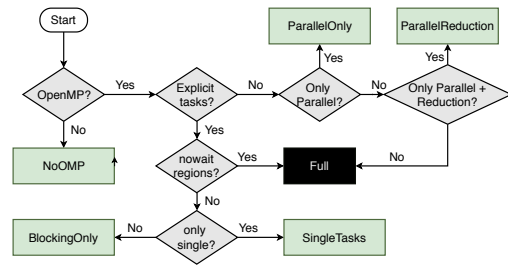 Start
ParallelOnly
ParallelReduction
Yes
Yes
OpenMP?
Yes
Explicit
tasks?
No
Only
Parallel?
No
Only Parallel +
Reduction?
No
Yes
NoOMP
nowait
regions?
Yes
Full
No
No
BlockingOnly
No
only
single?
Yes
SingleTasks